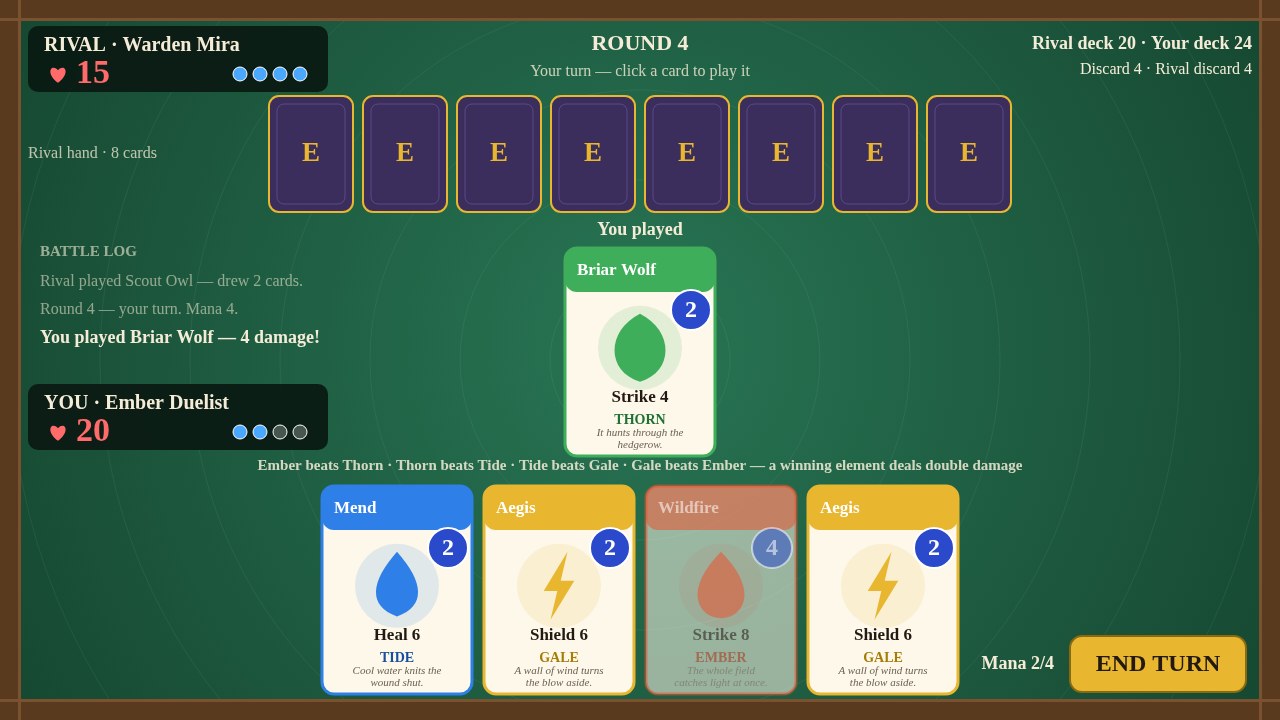 RIVAL · Warden Mira
15
ROUND 4
Your turn — click a card to play it
Rival deck 20 · Your deck 24
Discard 4 · Rival discard 4
Rival hand · 8 cards
E
E
E
E
E
E
E
E
You played
BATTLE LOG
Rival played Scout Owl — drew 2 cards.
Round 4 — your turn. Mana 4.
You played Briar Wolf — 4 damage!
Briar Wolf
2
Strike 4
THORN
It hunts through the
hedgerow.
YOU · Ember Duelist
20
Ember beats Thorn · Thorn beats Tide · Tide beats Gale · Gale beats Ember — a winning element deals double damage
Mend
2
Heal 6
TIDE
Cool water knits the
wound shut.
Aegis
2
Shield 6
GALE
A wall of wind turns
the blow aside.
Wildfire
4
Strike 8
EMBER
The whole field
catches light at once.
Aegis
2
Shield 6
GALE
A wall of wind turns
the blow aside.
Mana 2/4
END TURN